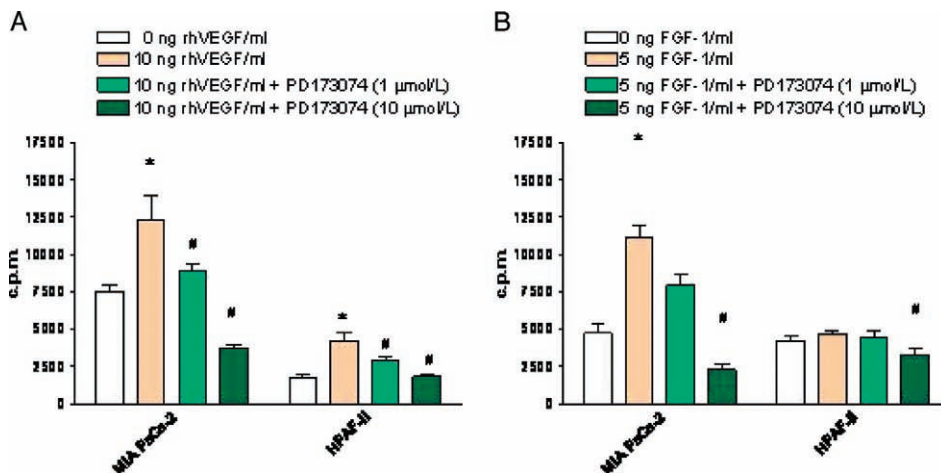 A
0 ng rhVEGF/ml
10 ng rhVEGF/ml
10 ng rhVEGF/ml + PD173074 (1 µmol/L)
10 ng rhVEGF/ml + PD173074 (10 µmol/L)
17500
15000
12500
10000
7500
5000
2500
0
c.p.m.
*
#
#
*
#
#
MIA PaCa-2
HPAF-II
B
0 ng FGF-1/ml
5 ng FGF-1/ml
5 ng FGF-1/ml + PD173074 (1 µmol/L)
5 ng FGF-1/ml + PD173074 (10 µmol/L)
17500
15000
12500
10000
7500
5000
2500
0
c.p.m.
*
#
#
MIA PaCa-2
HPAF-II